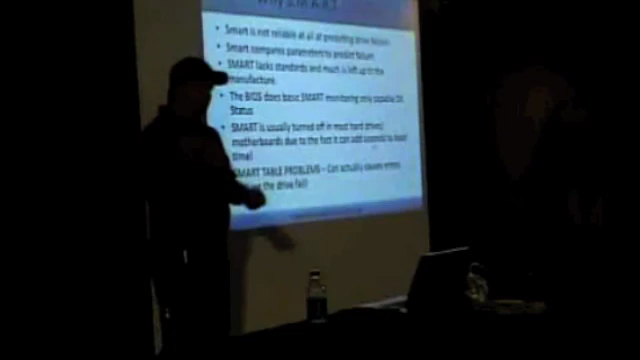 Why S.M.A.R.T
Smart is not reliable at all at predicting drive failure
Smart compares parameters to predict failure
SMART lacks standards and much is left up to the
manufacture.
The BIOS does basic SMART monitoring only capable OK
Status
SMART is usually turned off in most hard drives/
motherboards due to the fact it can add seconds to boot
time!
SMART TABLE PROBLEMS – Can actually cause errors
the drive fail!